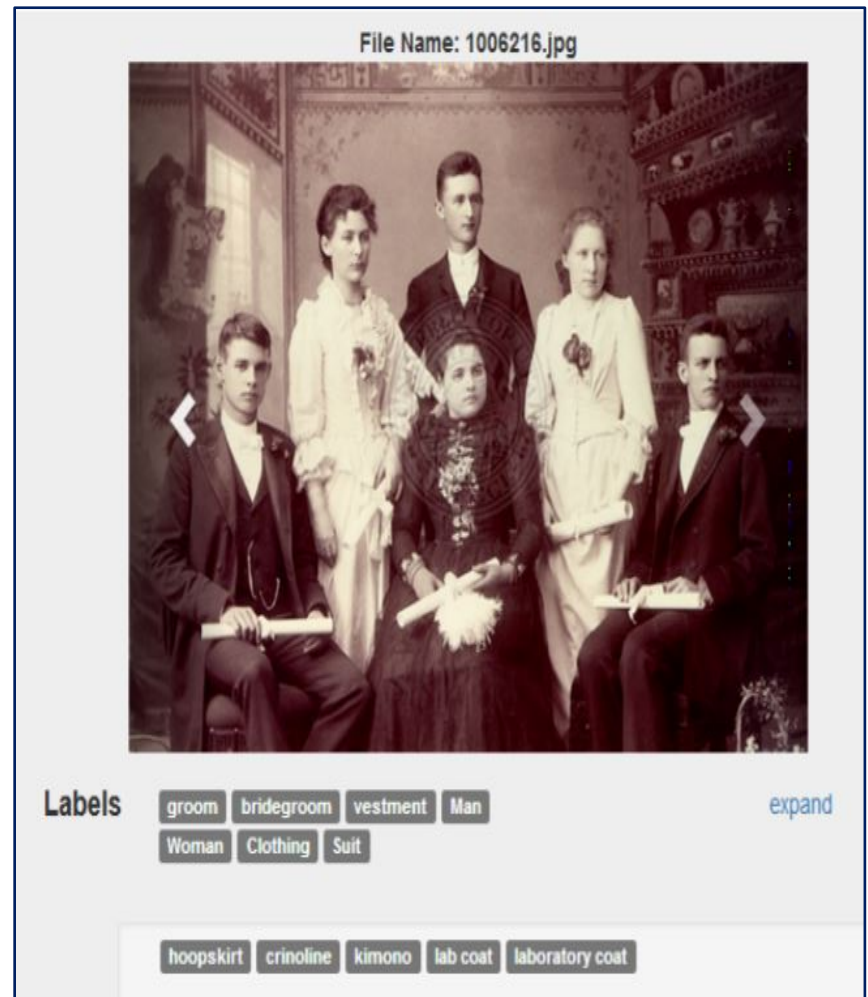 File Name: 1006216.jpg
Labels groom bridegroom vestment Man expand
Woman Clothing Suit
hoopskirt crinoline kimono lab coat laboratory coat